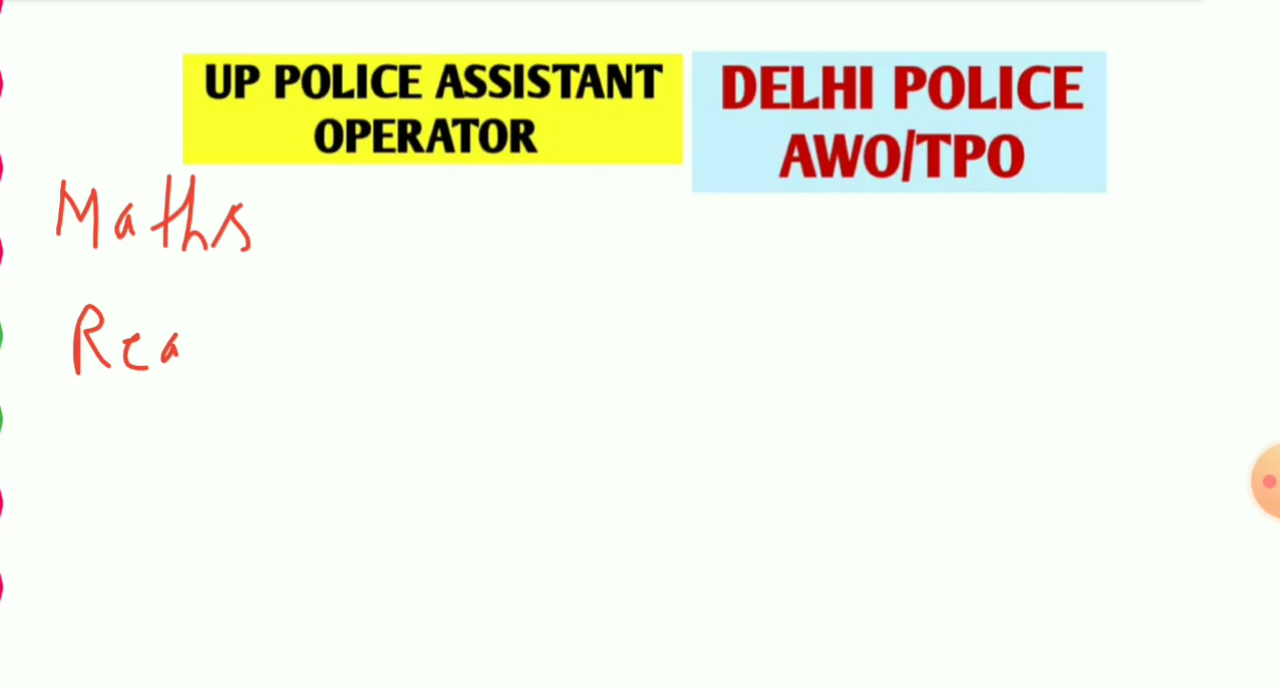 UP POLICE ASSISTANT
OPERATOR
DELHI POLICE
AWO/TPO
Maths
Rea